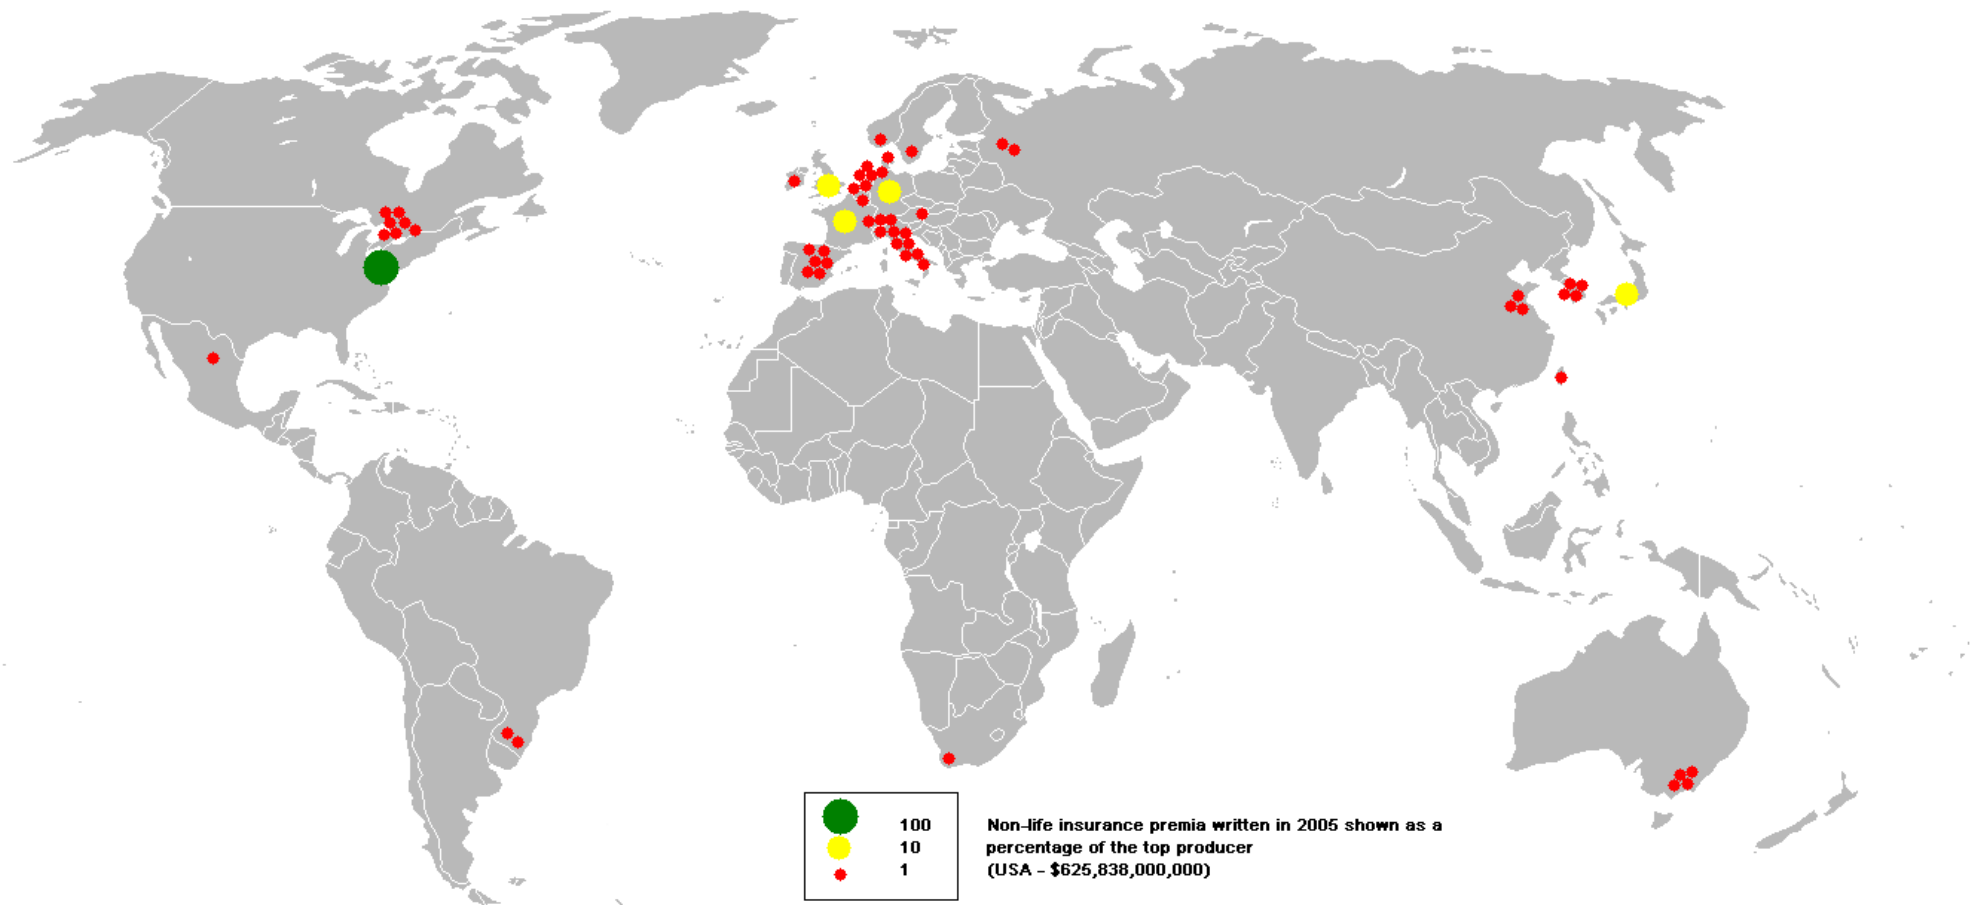 100 Non-life insurance premia written in 2005 shown as a
10 percentage of the top producer
1 (USA - $625,838,000,000)